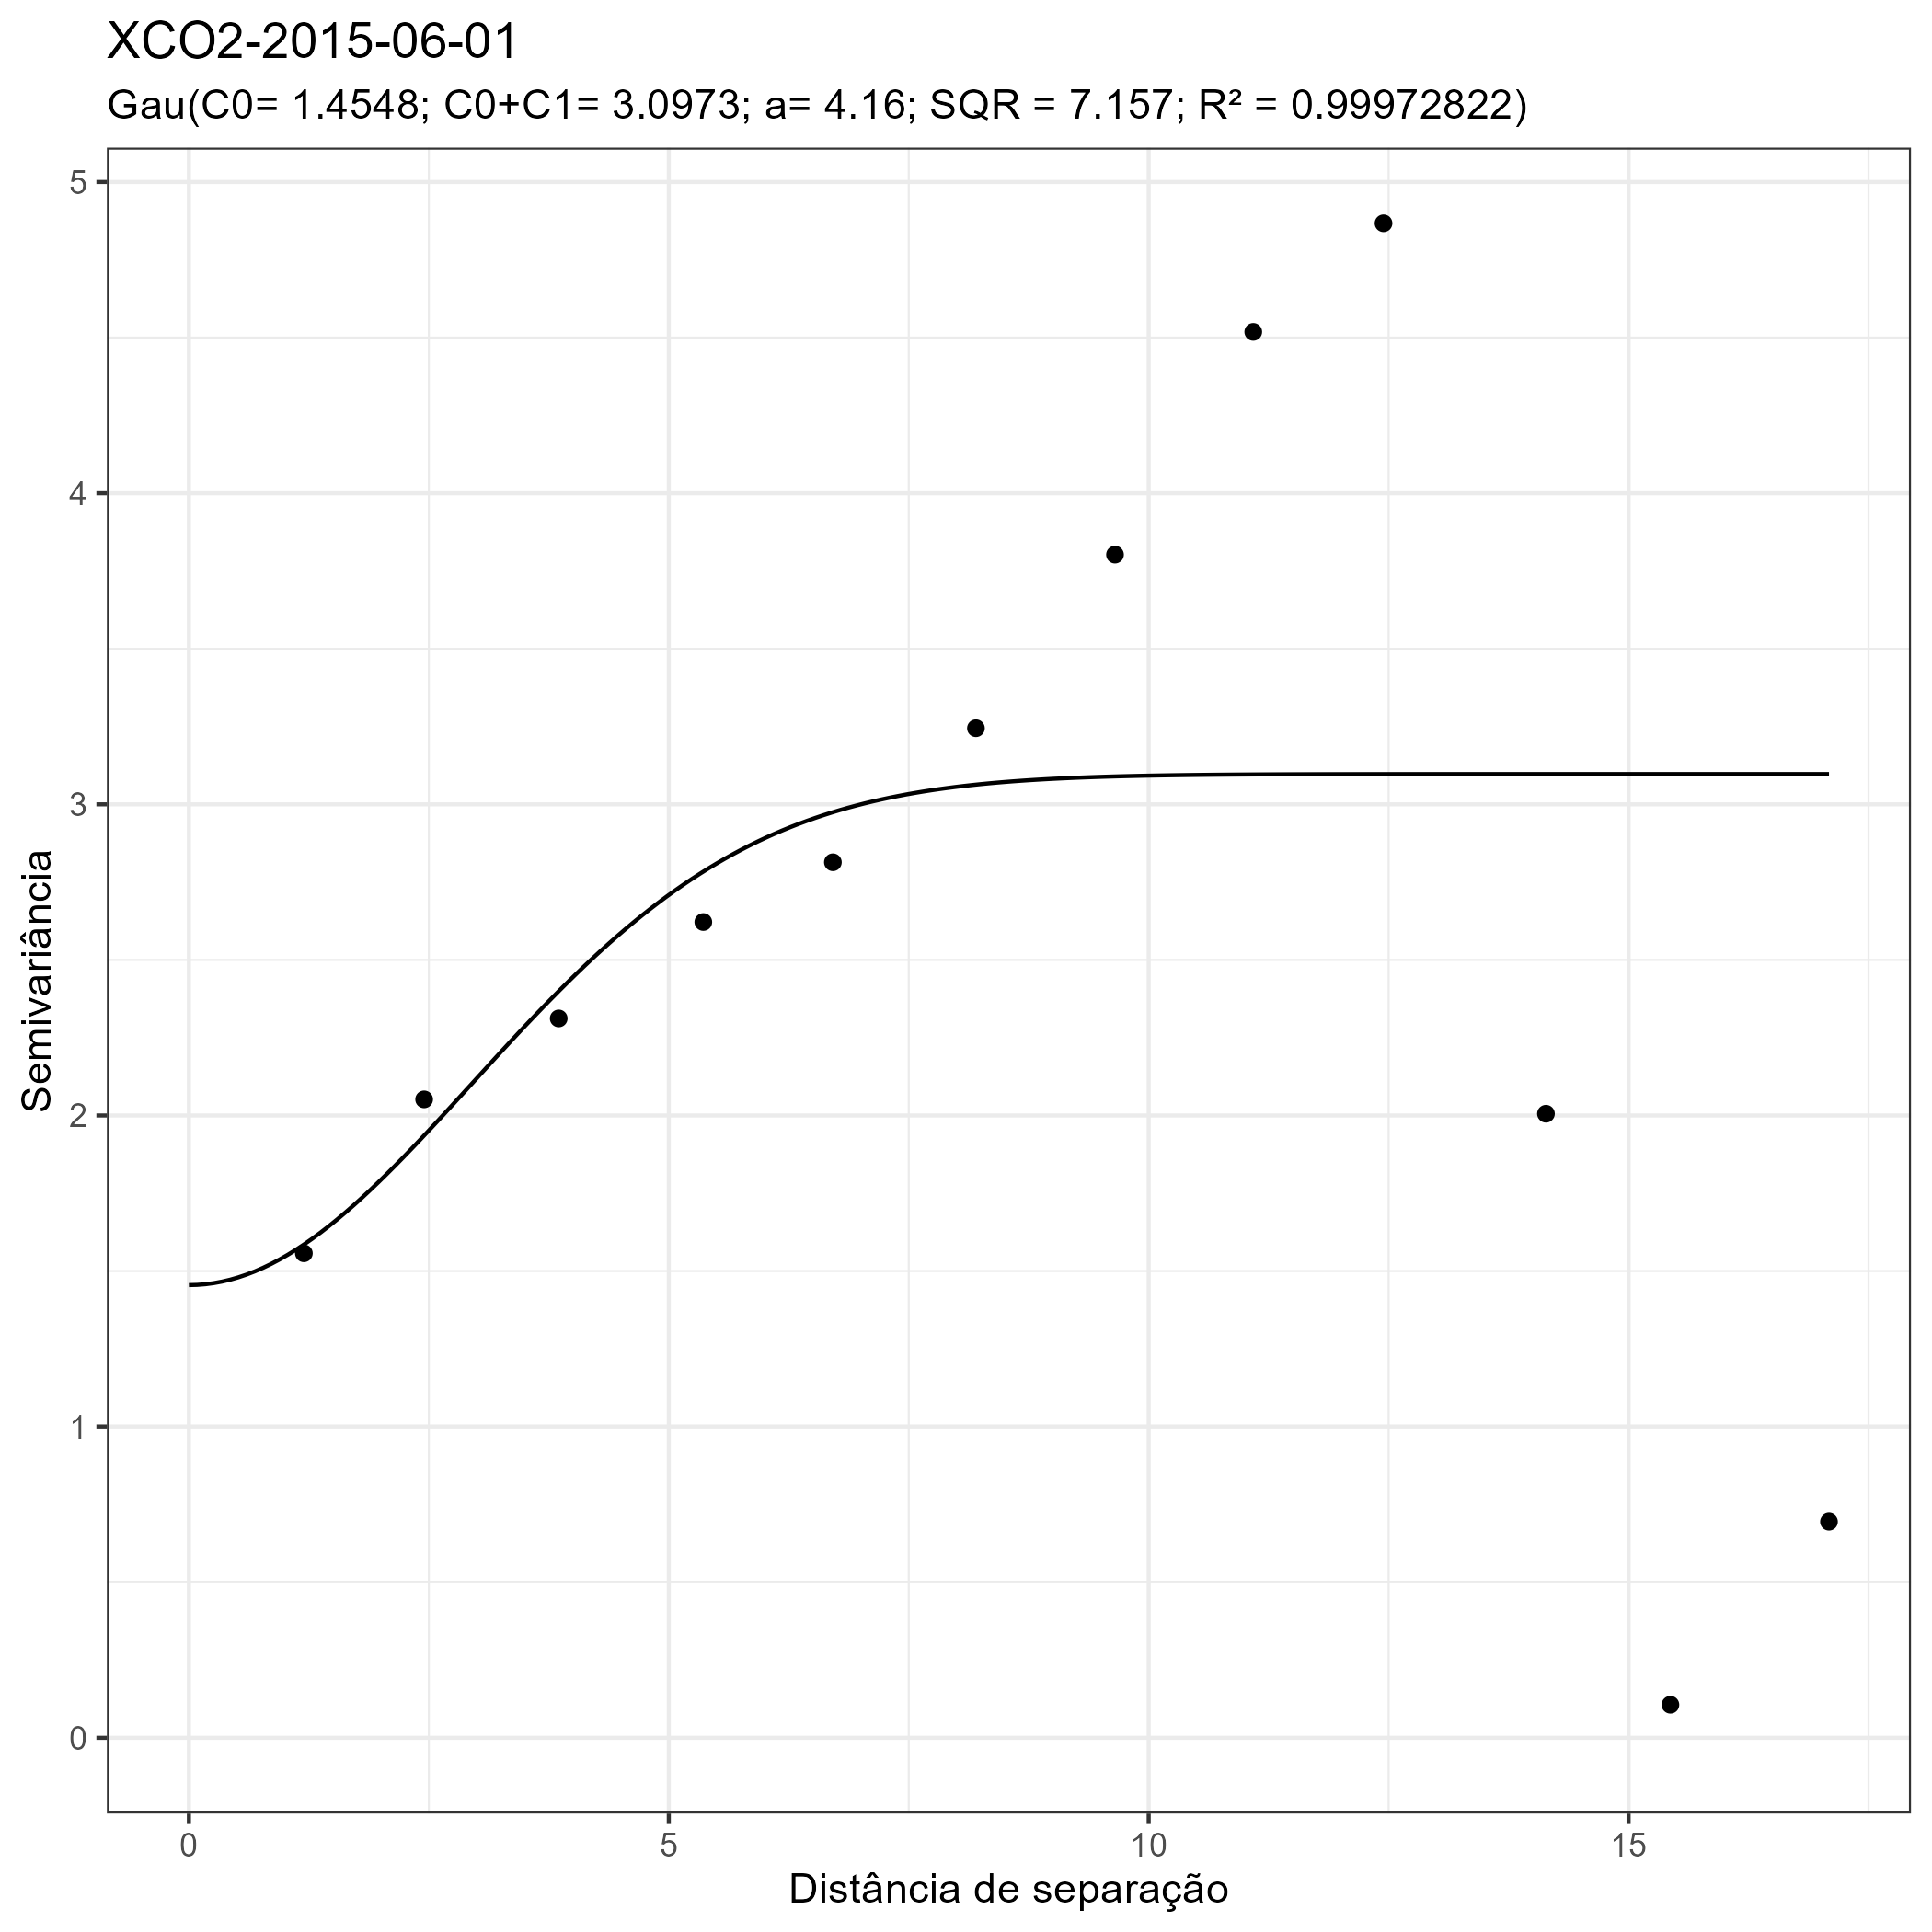 XCO2-2015-06-01
Gau(C0= 1.4548; C0+C1= 3.0973; a= 4.16; SQR = 7.157; R² = 0.99972822)
5
4
3
2
1
0
Semivariância
0 5 10 15
Distância de separação